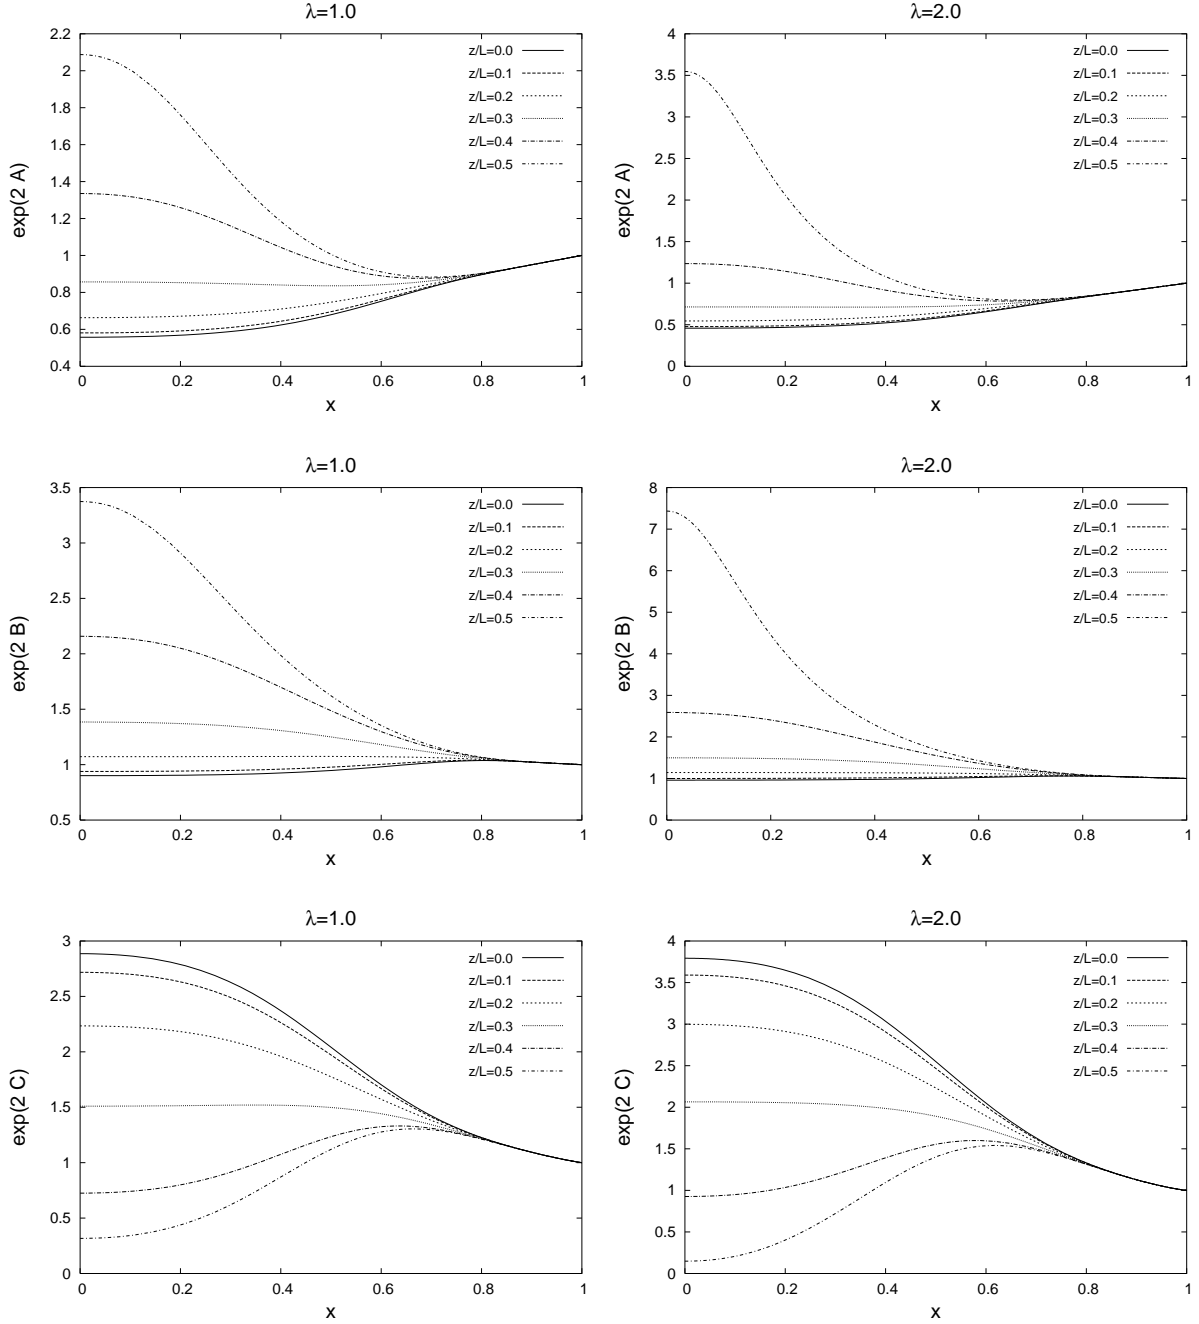 λ=1.0
exp(2 A)
2.2
2
1.8
1.6
1.4
1.2
1
0.8
0.6
0.4
z/L=0.0
z/L=0.1
z/L=0.2
z/L=0.3
z/L=0.4
z/L=0.5
0 0.2 0.4 0.6 0.8 1
x
λ=2.0
exp(2 A)
4
3.5
3
2.5
2
1.5
1
0.5
0
z/L=0.0
z/L=0.1
z/L=0.2
z/L=0.3
z/L=0.4
z/L=0.5
0 0.2 0.4 0.6 0.8 1
x
λ=1.0
exp(2 B)
3.5
3
2.5
2
1.5
1
0.5
z/L=0.0
z/L=0.1
z/L=0.2
z/L=0.3
z/L=0.4
z/L=0.5
0 0.2 0.4 0.6 0.8 1
x
λ=2.0
exp(2 B)
8
7
6
5
4
3
2
1
0
z/L=0.0
z/L=0.1
z/L=0.2
z/L=0.3
z/L=0.4
z/L=0.5
0 0.2 0.4 0.6 0.8 1
x
λ=1.0
exp(2 C)
3
2.5
2
1.5
1
0.5
0
z/L=0.0
z/L=0.1
z/L=0.2
z/L=0.3
z/L=0.4
z/L=0.5
0 0.2 0.4 0.6 0.8 1
x
λ=2.0
exp(2 C)
4
3.5
3
2.5
2
1.5
1
0.5
0
z/L=0.0
z/L=0.1
z/L=0.2
z/L=0.3
z/L=0.4
z/L=0.5
0 0.2 0.4 0.6 0.8 1
x